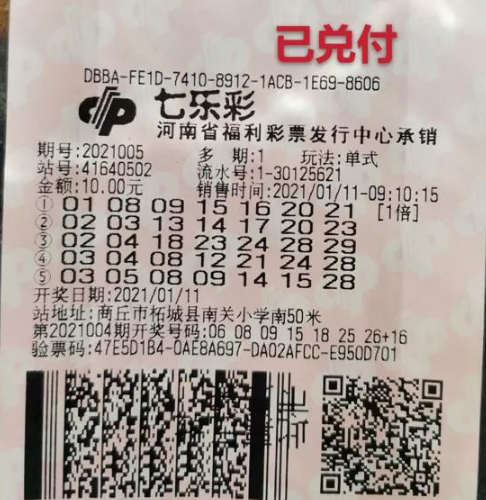 已兑付
DBBA-FE1D-7410-8912-1ACB-1E69-8606
七乐彩
河南省福利彩票发行中心承销
期号:2021005 多 期:1 玩法:单式
站号:41640502 流水号:1-30125621
金额:10.00元 销售时间:2021/01/11-09:10:15
① 01 08 09 15 16 20 21 [1倍]
② 02 03 13 14 17 20 23
③ 02 04 18 23 24 28 29
④ 03 04 08 12 21 24 28
⑤ 03 05 08 09 14 15 28
开奖日期:2021/01/11
站地址: 商丘市柘城县南关小学南50米
第2021004期开奖号码:06 08 09 15 18 25 26+16
验票码:47E5D1B4-0AE8A697-DA02AFCC-E950D701